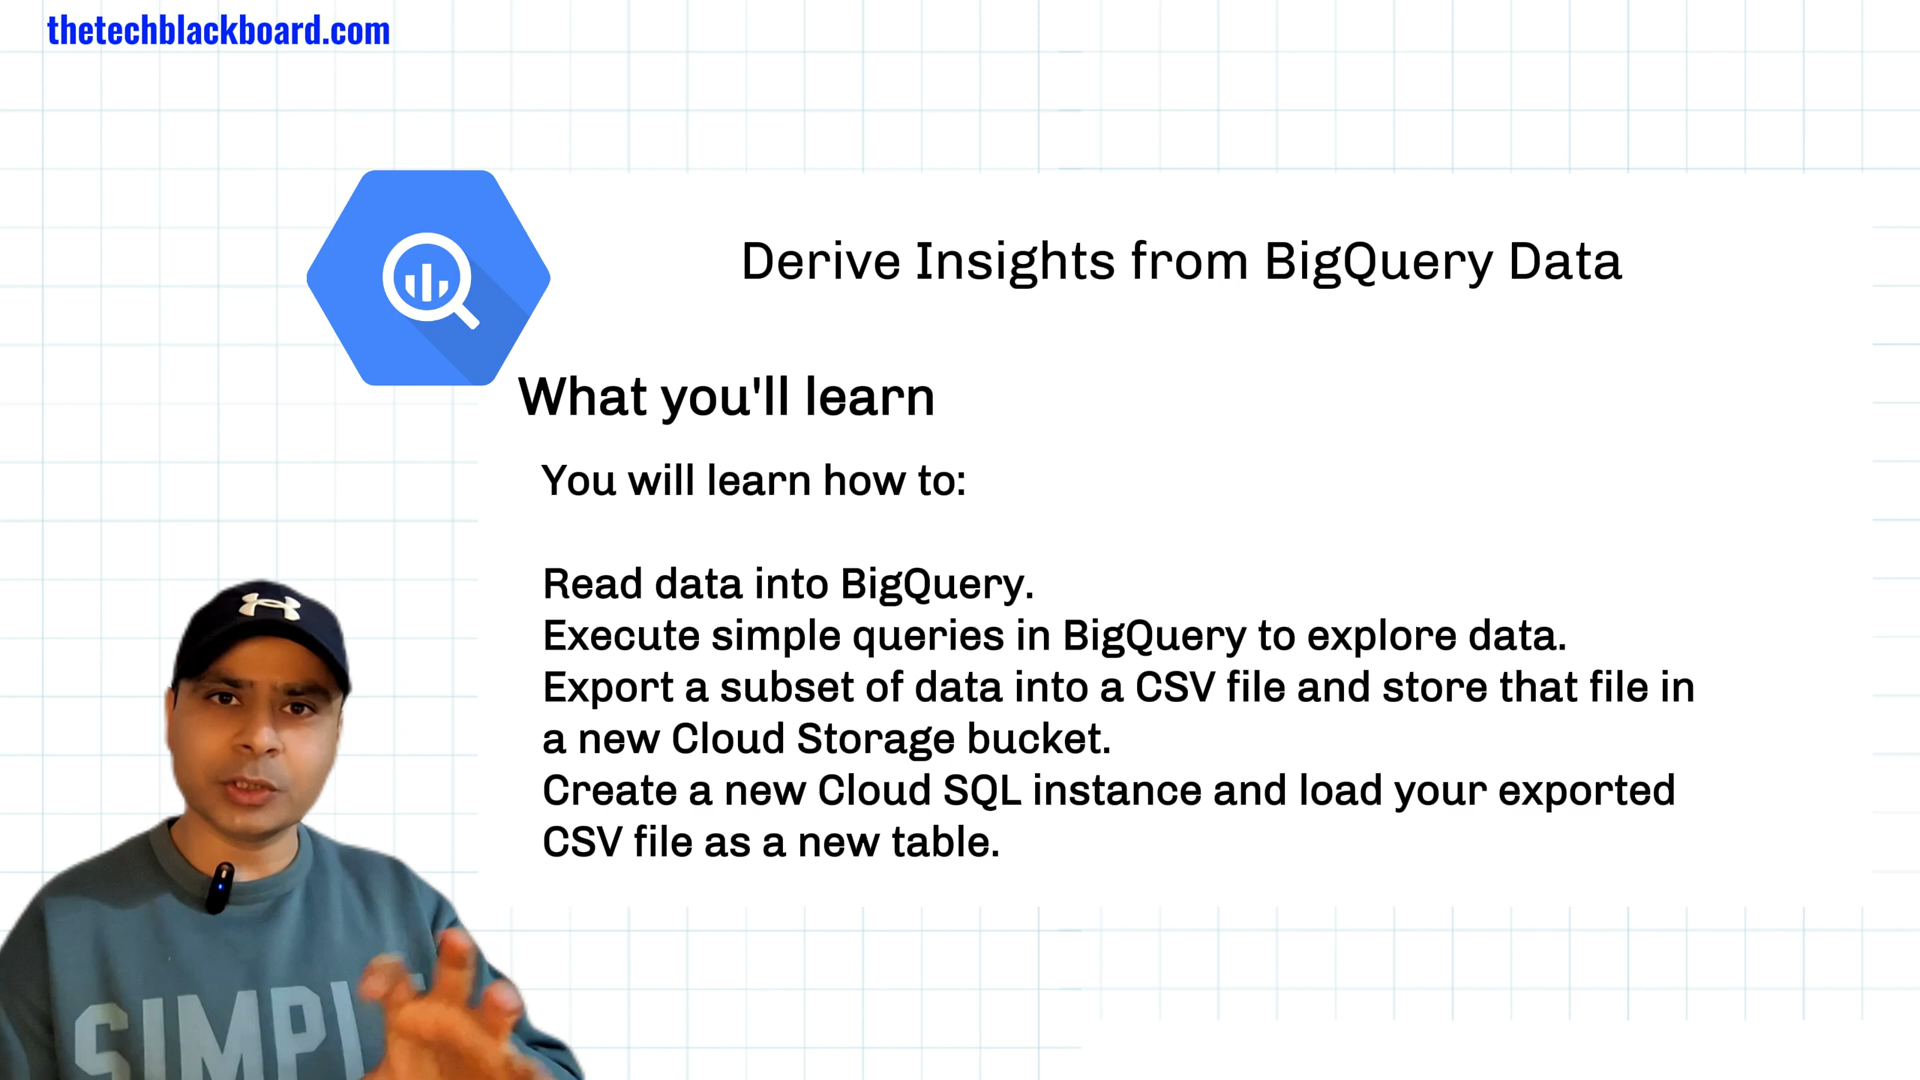 thetechblackboard.com
Derive Insights from BigQuery Data
What you'll learn
You will learn how to:
Read data into BigQuery.
Execute simple queries in BigQuery to explore data.
Export a subset of data into a CSV file and store that file in
a new Cloud Storage bucket.
Create a new Cloud SQL instance and load your exported
CSV file as a new table.